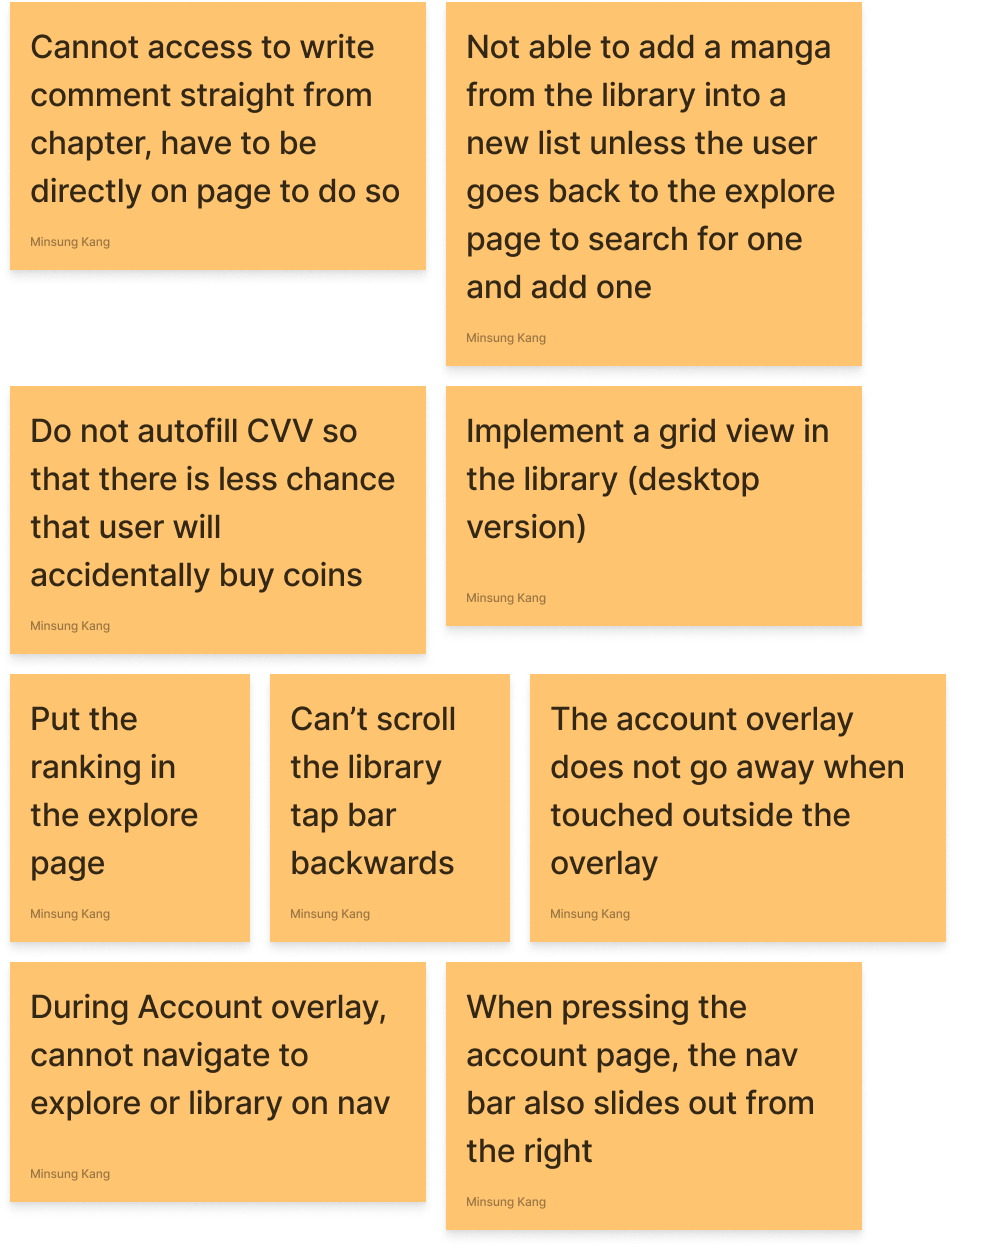 Cannot access to write
comment straight from
chapter, have to be
directly on page to do so
Minsung Kang
Not able to add a manga
from the library into a
new list unless the user
goes back to the explore
page to search for one
and add one
Minsung Kang
Do not autofill CVV so
that there is less chance
that user will
accidentally buy coins
Minsung Kang
Implement a grid view in
the library (desktop
version)
Minsung Kang
Put the
ranking in
the explore
page
Minsung Kang
Can’t scroll
the library
tap bar
backwards
Minsung Kang
The account overlay
does not go away when
touched outside the
overlay
Minsung Kang
During Account overlay,
cannot navigate to
explore or library on nav
Minsung Kang
When pressing the
account page, the nav
bar also slides out from
the right
Minsung Kang